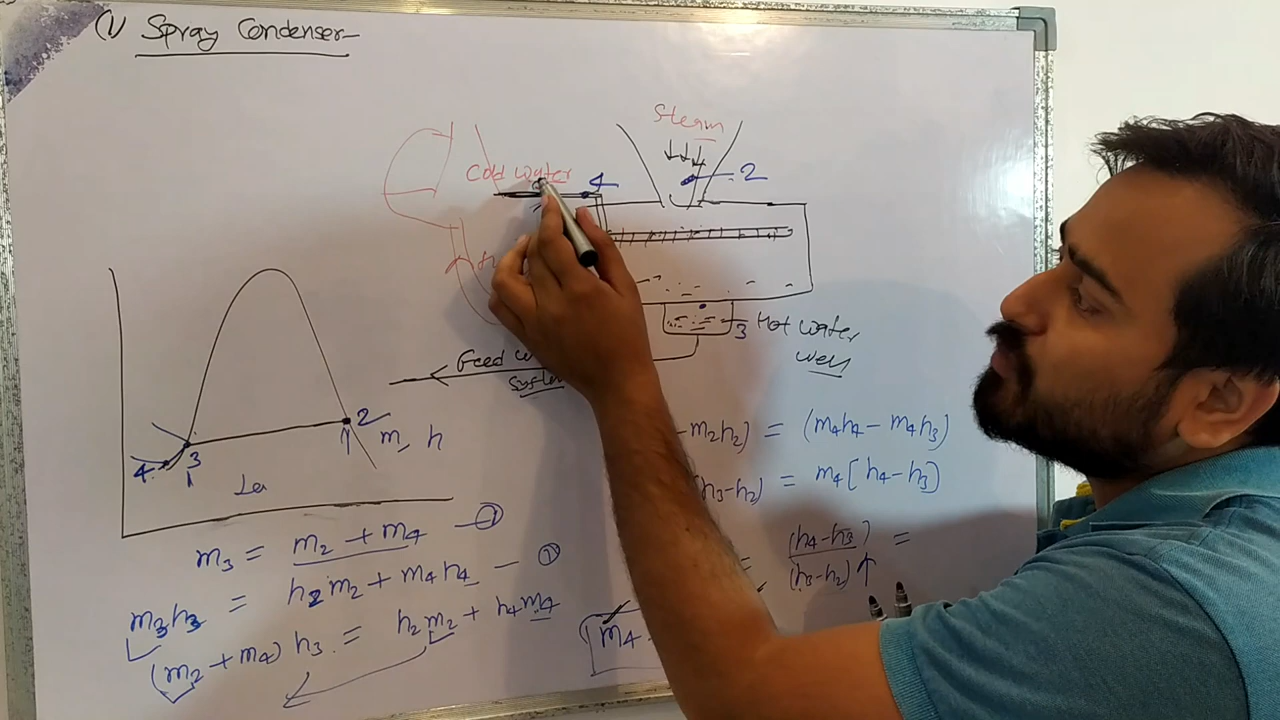 (1) Spray Condenser-
Steam
Cold water
4
2
3 Hot water
well
Feed
System
2
m, h
4
3
m₃ = m₂ + m₄ - ①
m₃h₃ = h₂m₂ + m₄h₄ - ②
(m₂ + m₄) h₃ = h₂m₂ + h₄m₄
- m₂h₂) = (m₄h₄ - m₄h₃)
(h₃-h₂) = m₄[h₄-h₃)
= (h₄-h₃) / (h₃-h₂) ↑ =
m₄